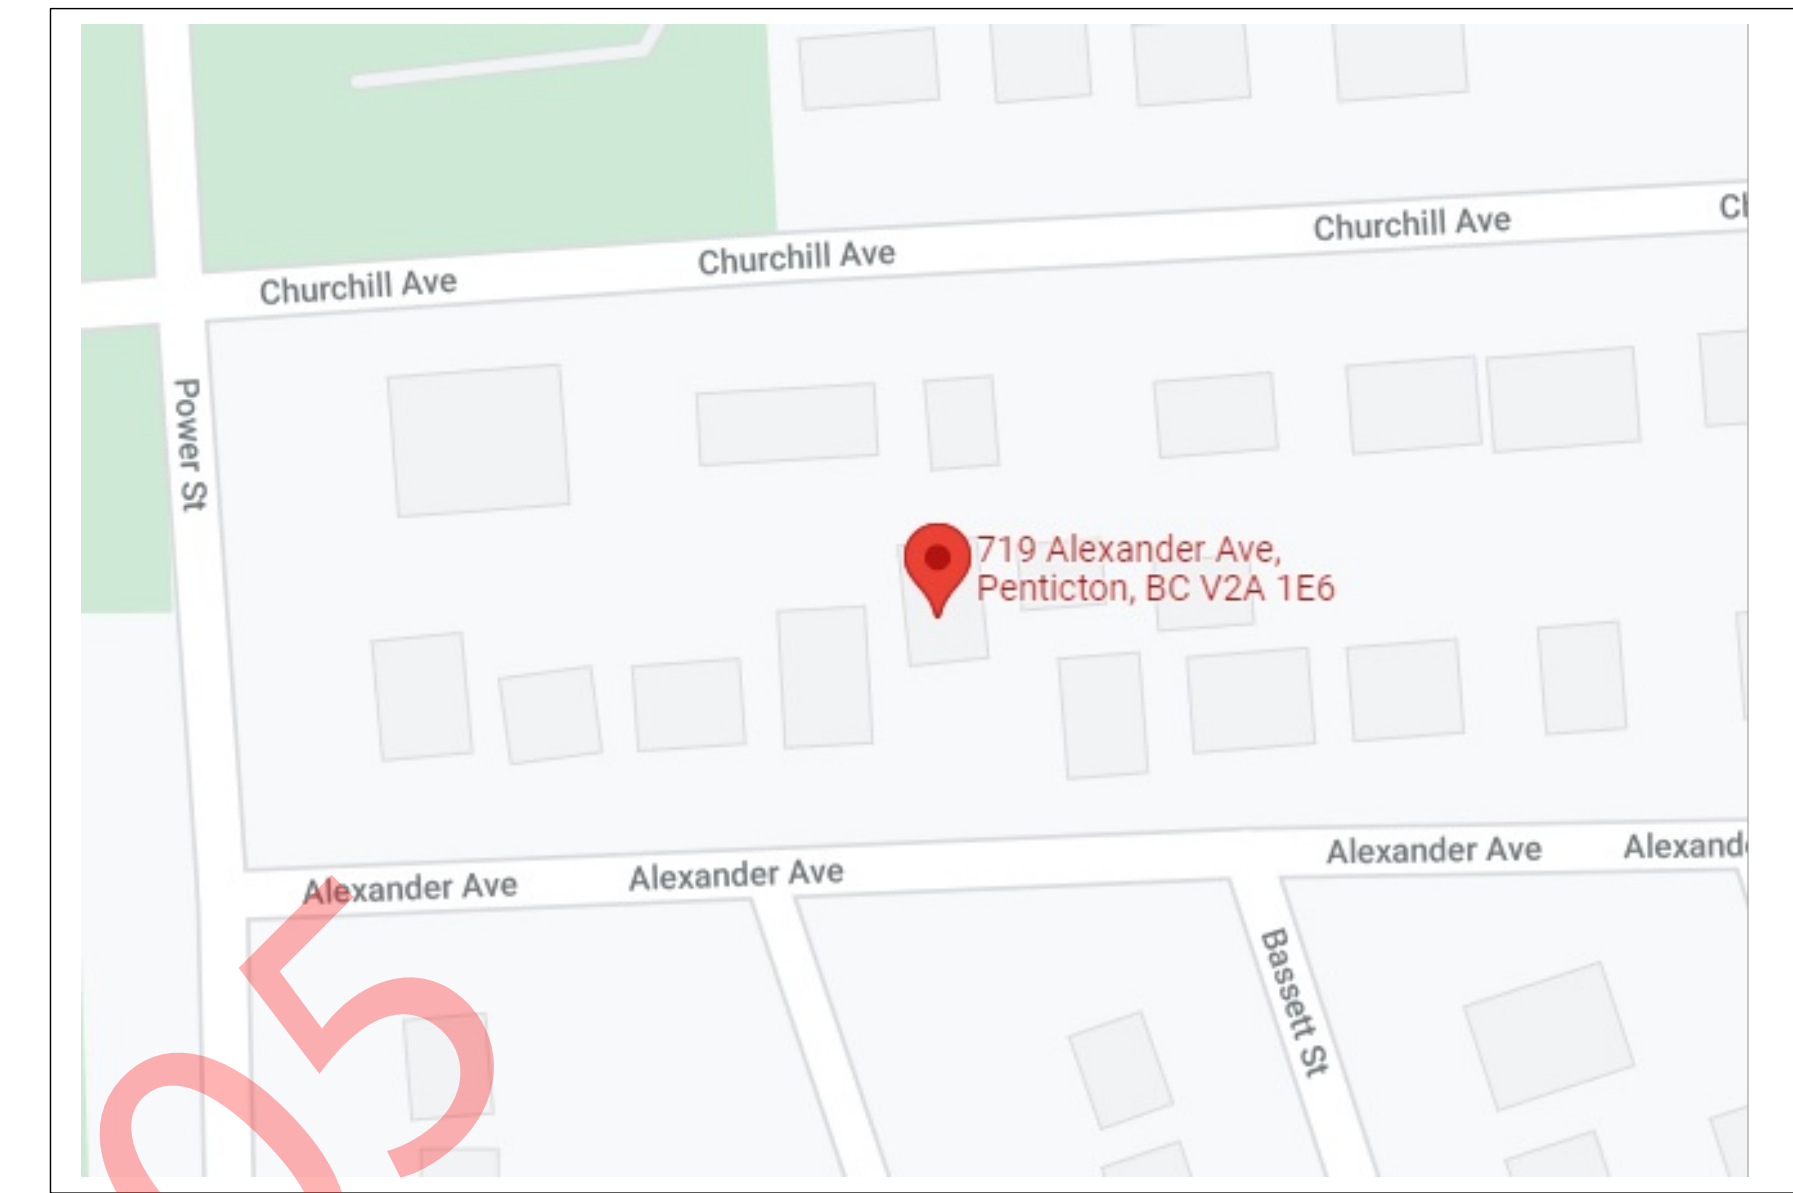 Churchill Ave
Churchill Ave
Churchill Ave
Power St
719 Alexander Ave,
Penticton, BC V2A 1E6
Alexander Ave
Alexander Ave
Alexander Ave
Bassett St
05